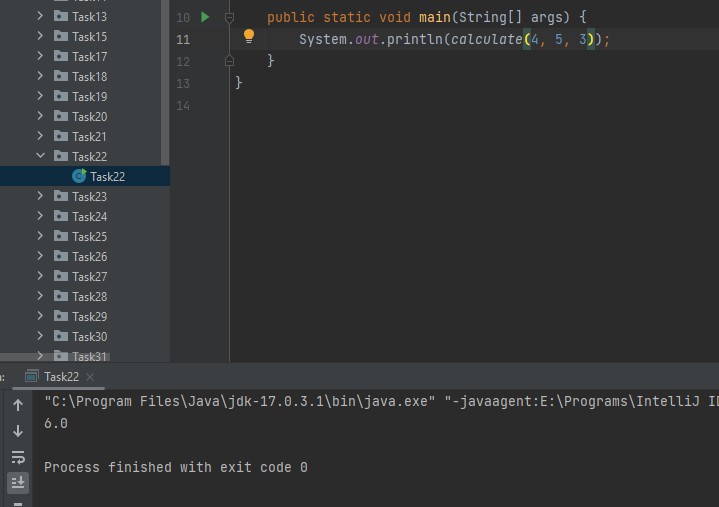 Task13
Task15
Task17
Task18
Task19
Task20
Task21
Task22
Task22
Task23
Task24
Task25
Task26
Task27
Task28
Task29
Task30
Task31
10 public static void main(String[] args) {
11 System.out.println(calculate(4, 5, 3));
12 }
13 }
14
Task22
"C:\Program Files\Java\jdk-17.0.3.1\bin\java.exe" "-javaagent:E:\Programs\IntelliJ
6.0
Process finished with exit code 0